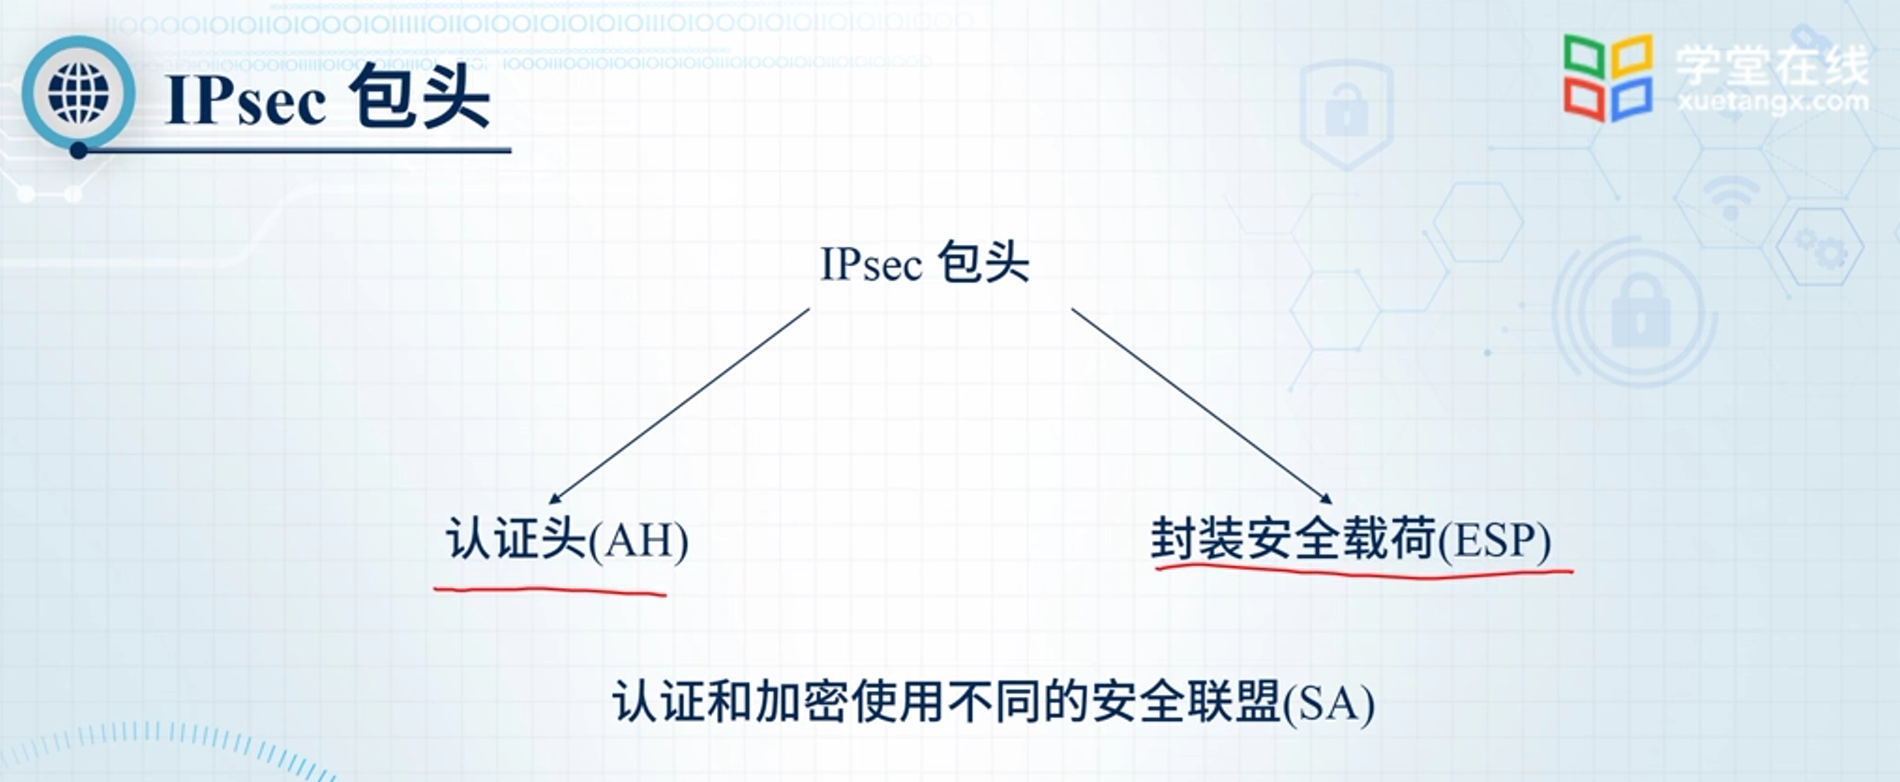 IPsec 包头
学堂在线
xuetangx.com
IPsec 包头
认证头(AH)
封装安全载荷(ESP)
认证和加密使用不同的安全联盟(SA)